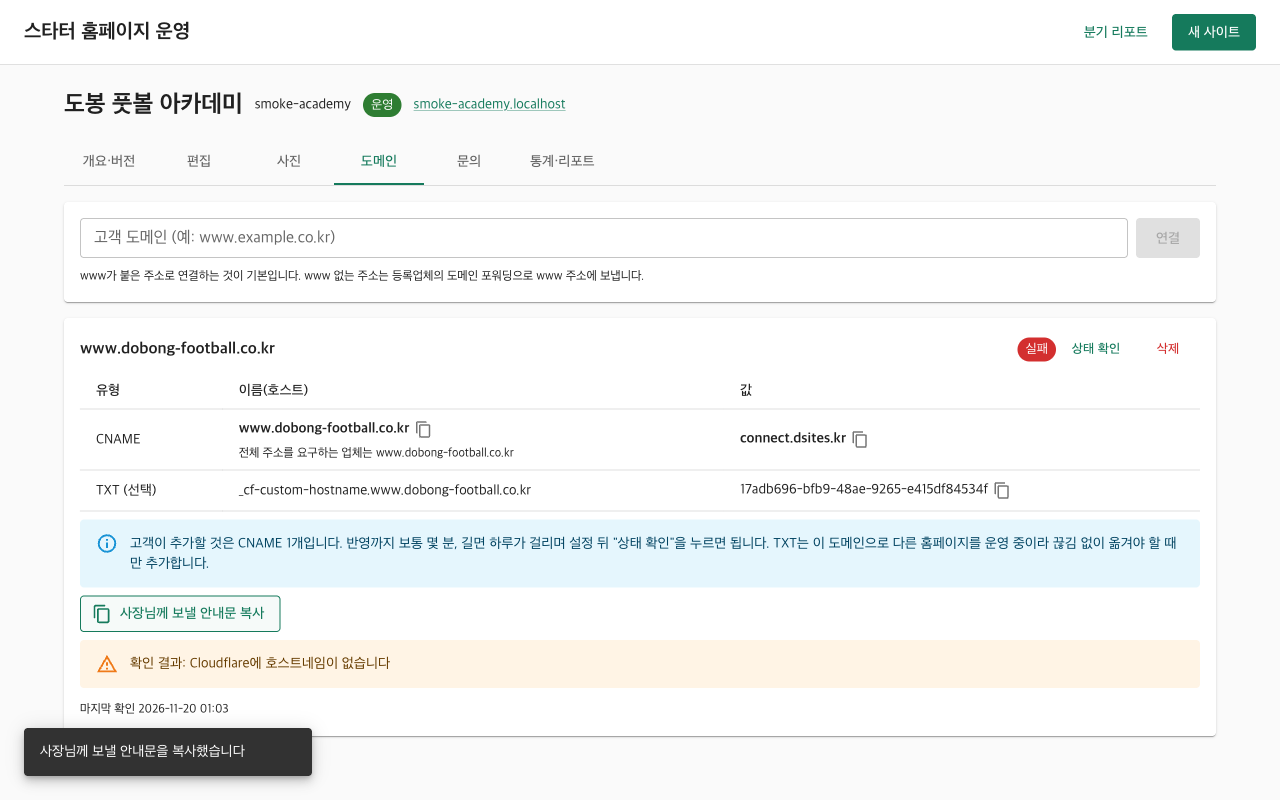 스타터 홈페이지 운영
분기 리포트
새 사이트
도봉 풋볼 아카데미 smoke-academy 운영 smoke-academy.localhost
개요·버전 편집 사진 도메인 문의 통계·리포트
고객 도메인 (예: www.example.co.kr)
연결
www가 붙은 주소로 연결하는 것이 기본입니다. www 없는 주소는 등록업체의 도메인 포워딩으로 www 주소에 보냅니다.
www.dobong-football.co.kr
실패 상태 확인 삭제
유형 이름(호스트) 값
CNAME www.dobong-football.co.kr connect.dsites.kr
전체 주소를 요구하는 업체는 www.dobong-football.co.kr
TXT (선택) _cf-custom-hostname.www.dobong-football.co.kr 17adb696-bfb9-48ae-9265-e415df84534f
고객이 추가할 것은 CNAME 1개입니다. 반영까지 보통 몇 분, 길면 하루가 걸리며 설정 뒤 "상태 확인"을 누르면 됩니다. TXT는 이 도메인으로 다른 홈페이지를 운영 중이라 끊김 없이 옮겨야 할 때
만 추가합니다.
사장님께 보낼 안내문 복사
확인 결과: Cloudflare에 호스트네임이 없습니다
마지막 확인 2026-11-20 01:03
사장님께 보낼 안내문을 복사했습니다